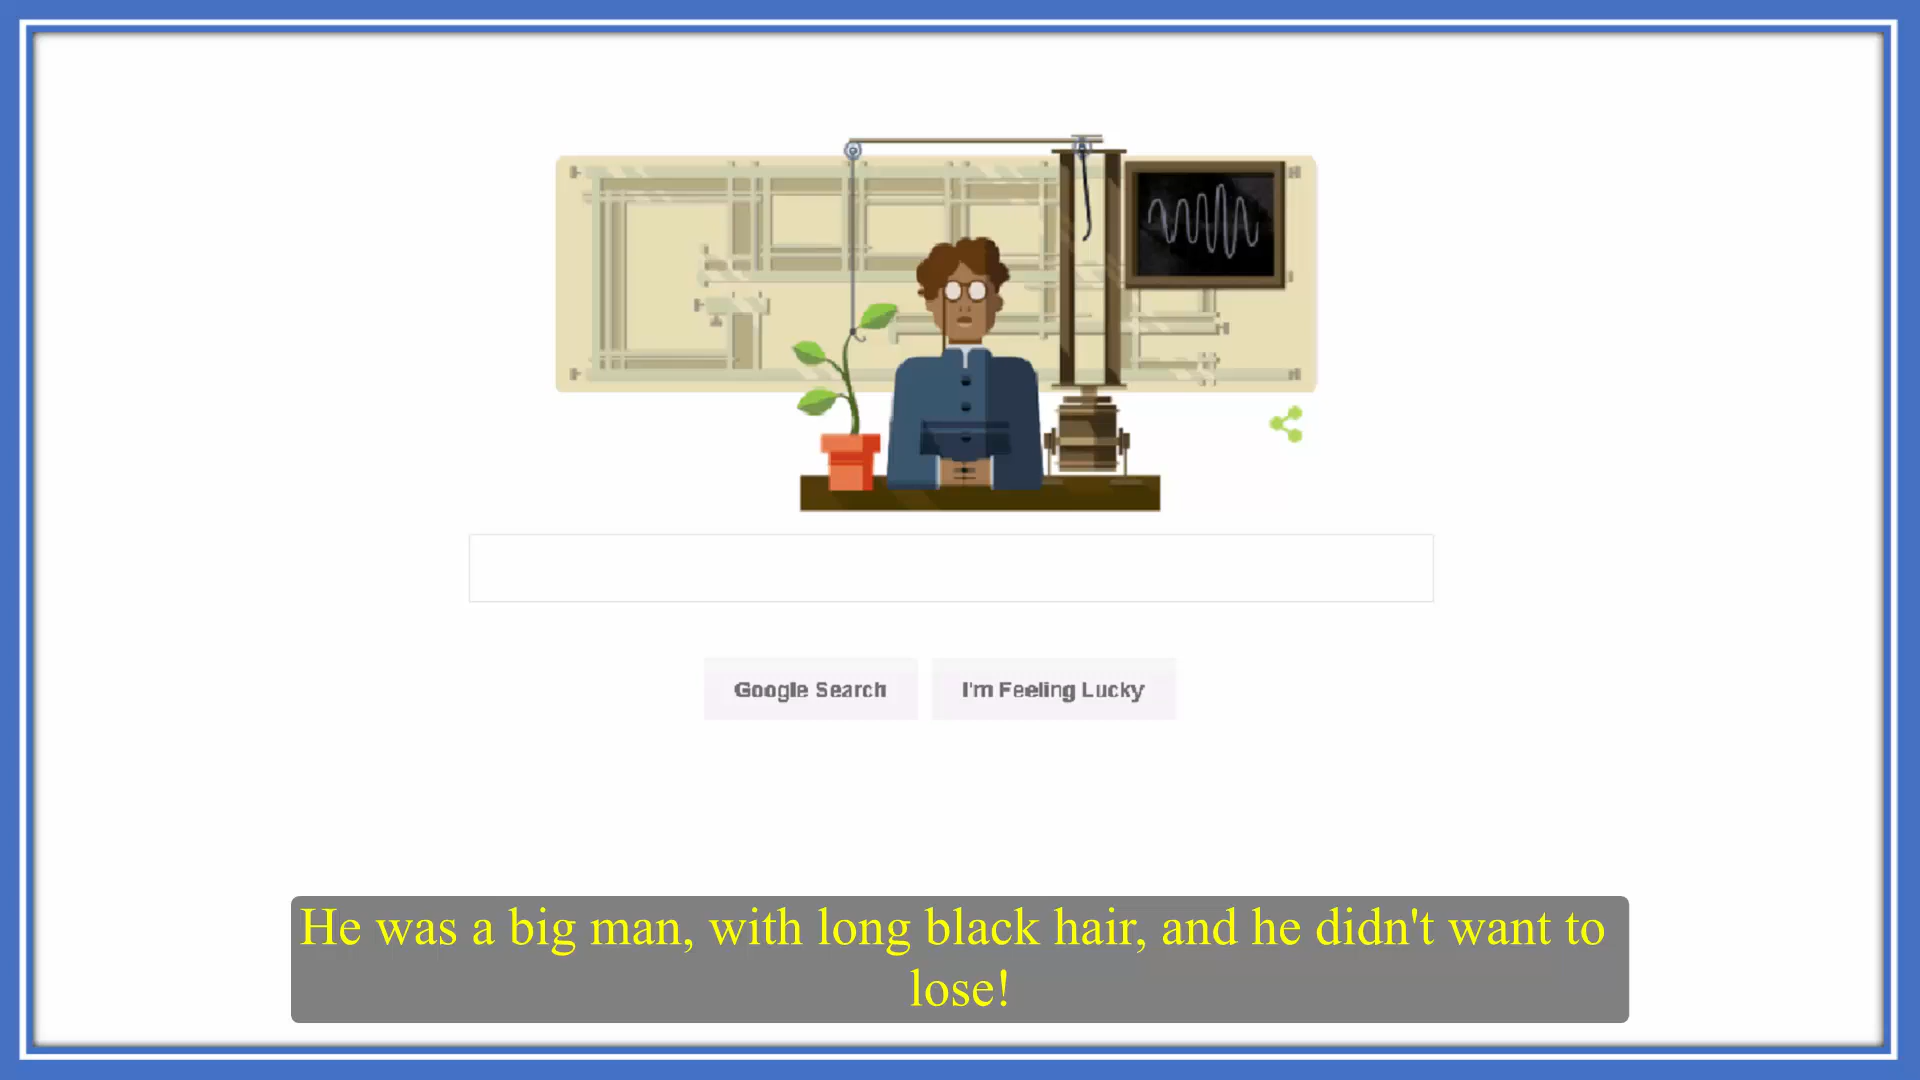 Google Search
I'm Feeling Lucky
He was a big man, with long black hair, and he didn't want to
lose!